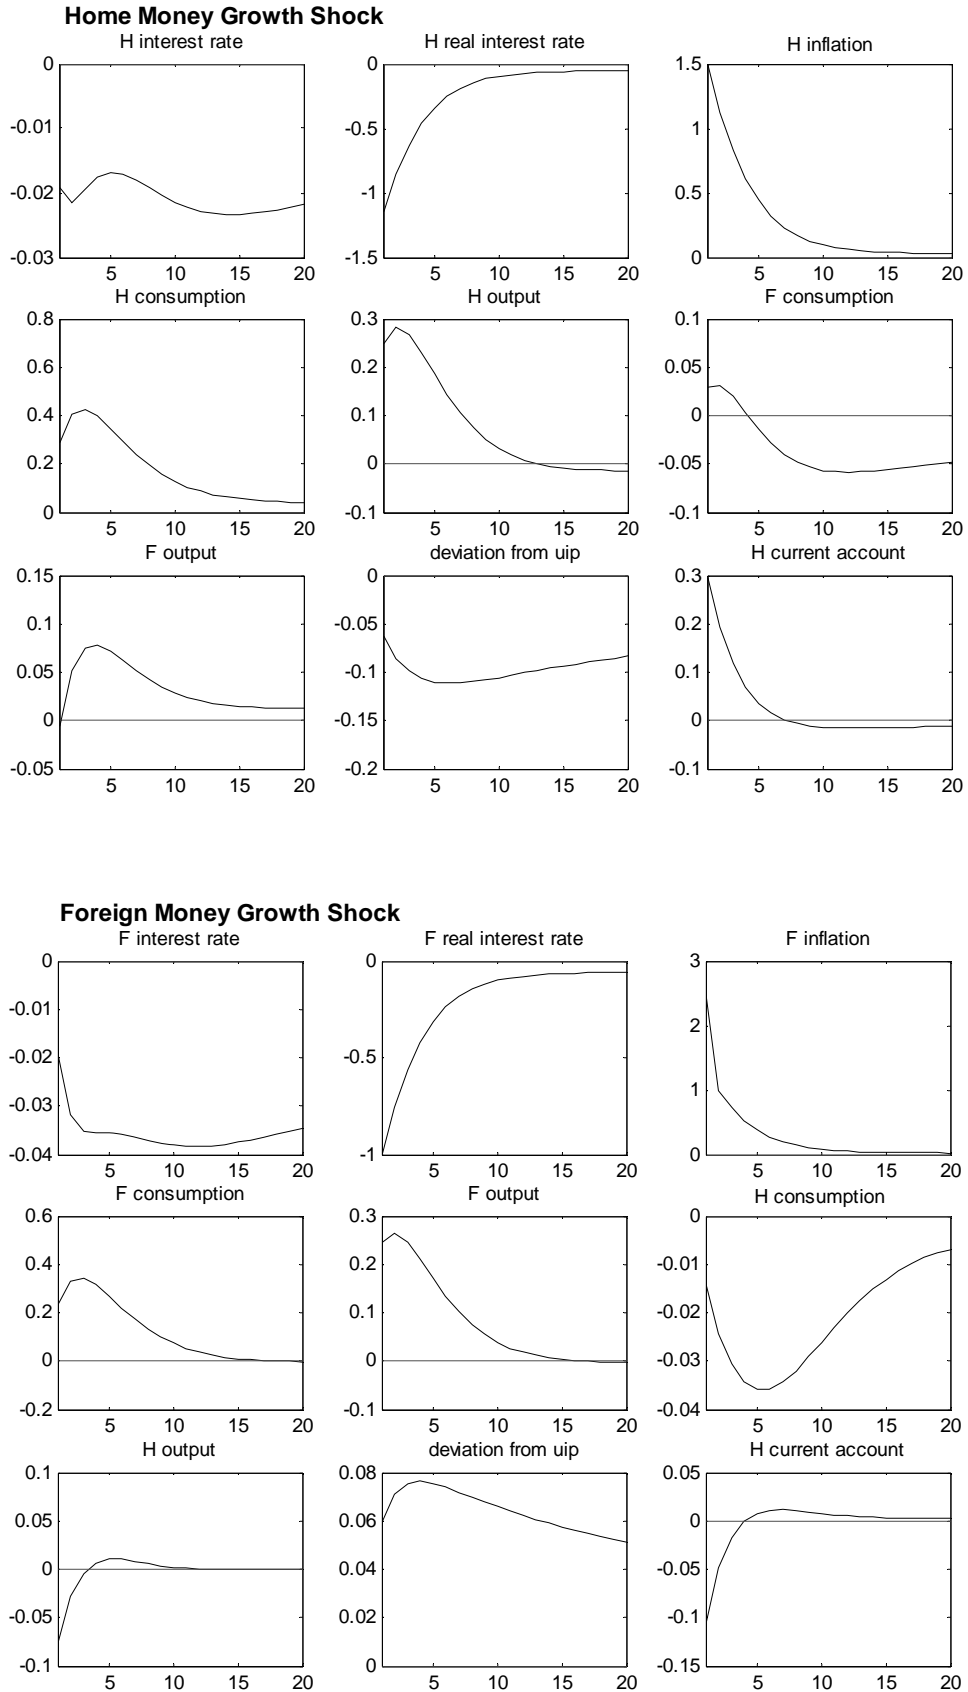 Home Money Growth Shock
H interest rate
H real interest rate
H inflation
0
-0.01
-0.02
-0.03
5 10 15 20
0
-0.5
-1
-1.5
5 10 15 20
1.5
1
0.5
0
5 10 15 20
H consumption
H output
F consumption
0.8
0.6
0.4
0.2
0
5 10 15 20
0.3
0.2
0.1
0
-0.1
5 10 15 20
0.1
0.05
0
-0.05
-0.1
5 10 15 20
F output
deviation from uip
H current account
0.15
0.1
0.05
0
-0.05
5 10 15 20
0
-0.05
-0.1
-0.15
-0.2
5 10 15 20
0.3
0.2
0.1
0
-0.1
5 10 15 20
Foreign Money Growth Shock
F interest rate
F real interest rate
F inflation
0
-0.01
-0.02
-0.03
-0.04
5 10 15 20
0
-0.5
-1
5 10 15 20
3
2
1
0
5 10 15 20
F consumption
F output
H consumption
0.6
0.4
0.2
0
-0.2
5 10 15 20
0.3
0.2
0.1
0
-0.1
5 10 15 20
0
-0.01
-0.02
-0.03
-0.04
5 10 15 20
H output
deviation from uip
H current account
0.1
0.05
0
-0.05
-0.1
5 10 15 20
0.08
0.06
0.04
0.02
0
5 10 15 20
0.05
0
-0.05
-0.1
-0.15
5 10 15 20